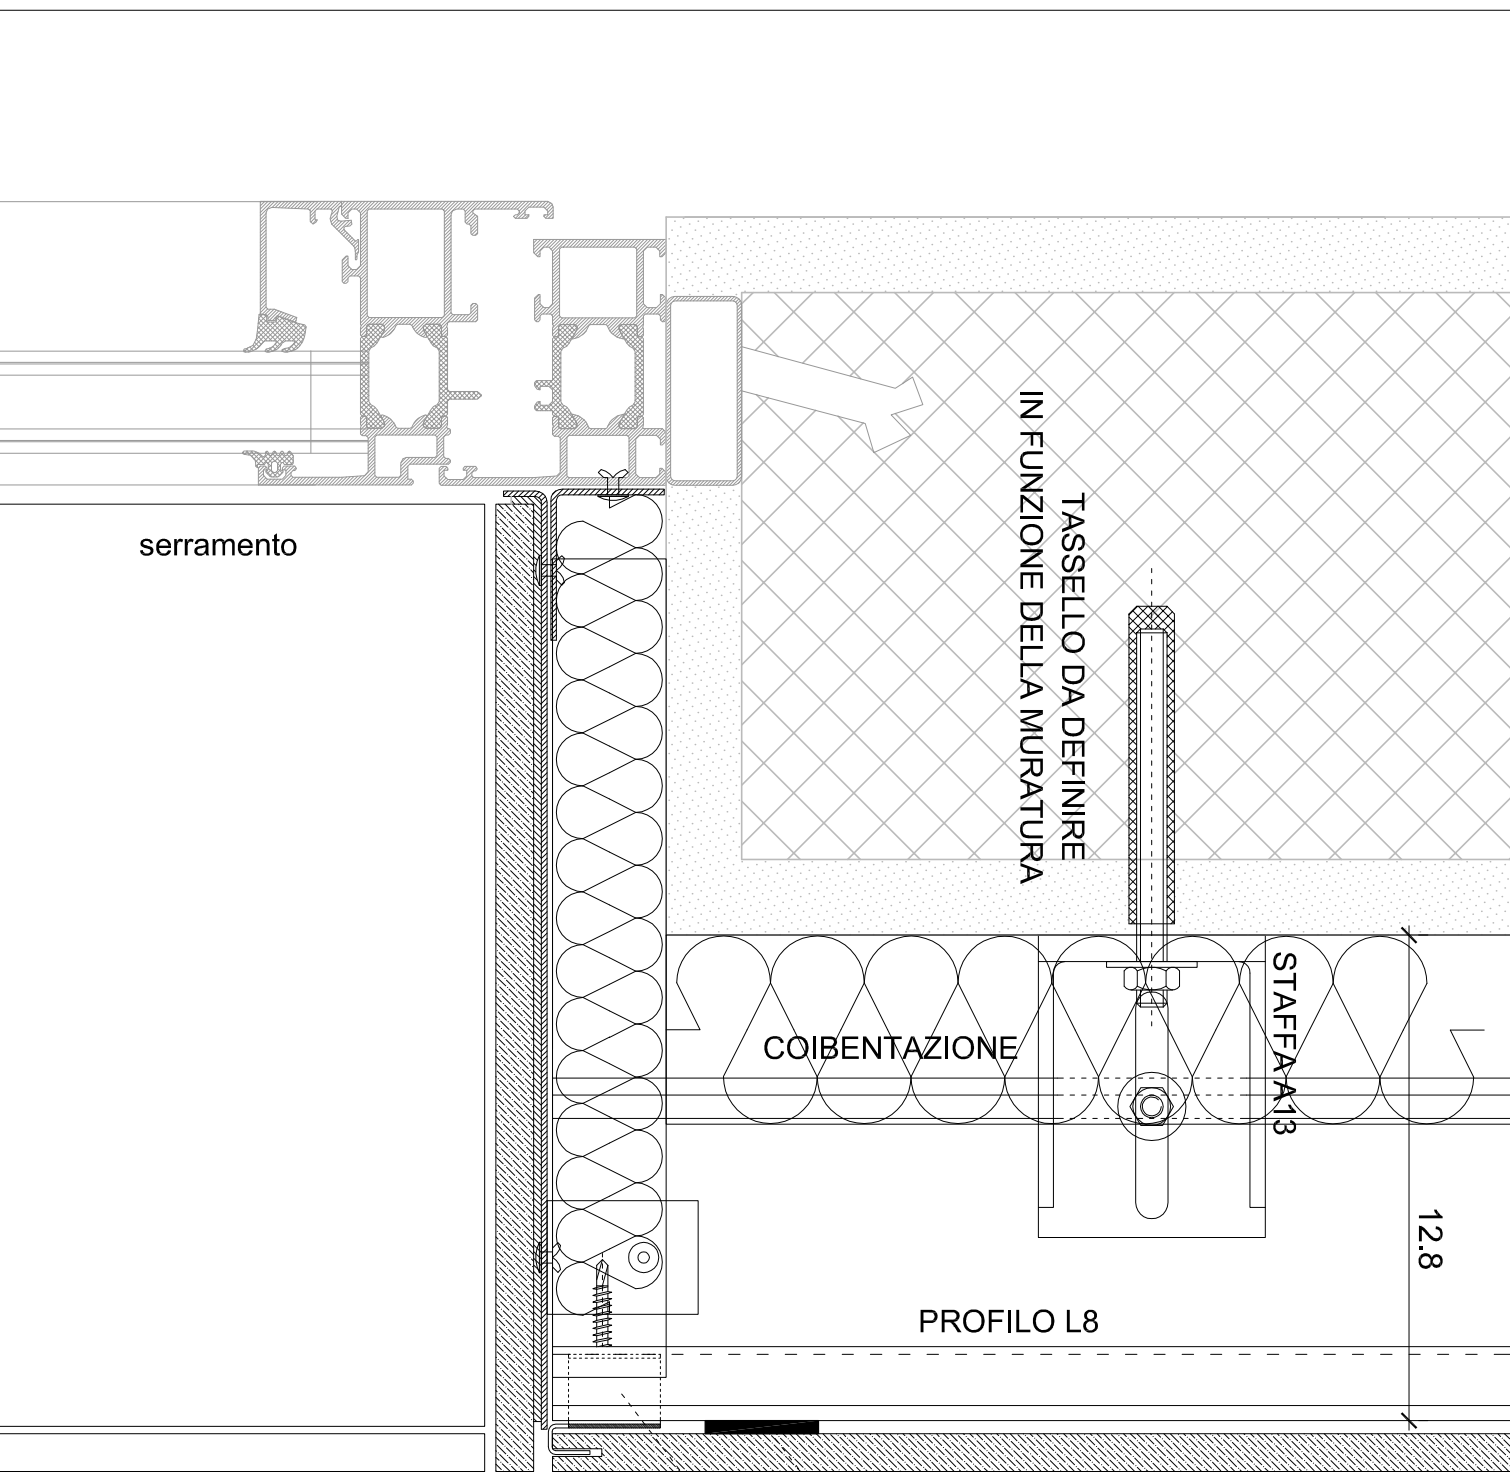 serramento
TASSELLO DA DEFINIRE
IN FUNZIONE DELLA MURATURA
STAFFA A13
COIBENTAZIONE
12.8
PROFILO L8